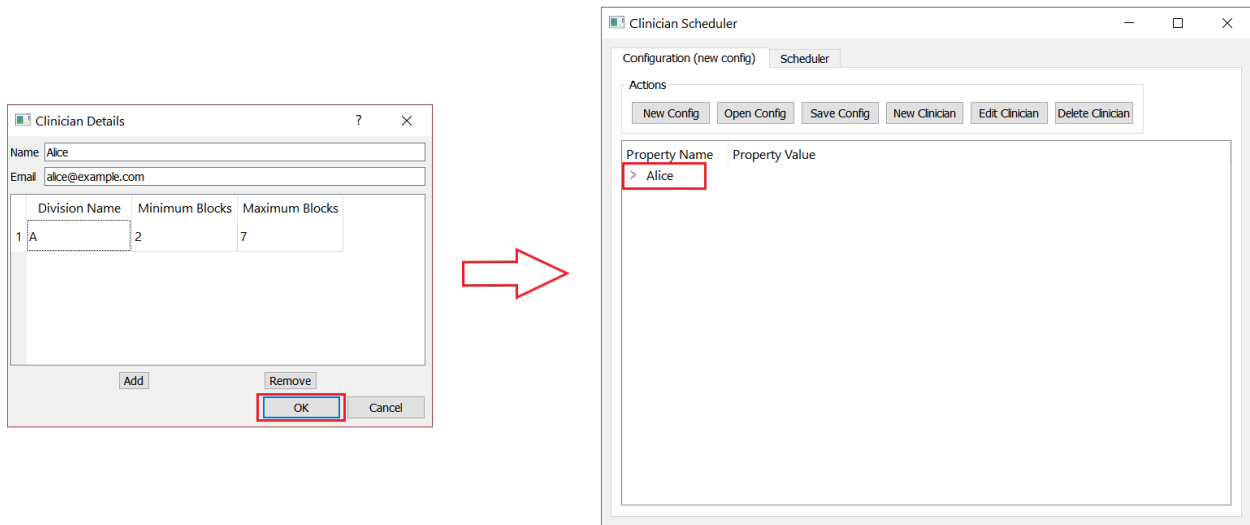 Clinician Details ?
Name Alice
Email alice@example.com
Division Name Minimum Blocks Maximum Blocks
1 A 2 7
Add Remove
OK Cancel
Clinician Scheduler
Configuration (new config) Scheduler
Actions
New Config Open Config Save Config New Clinician Edit Clinician Delete Clinician
Property Name Property Value
Alice